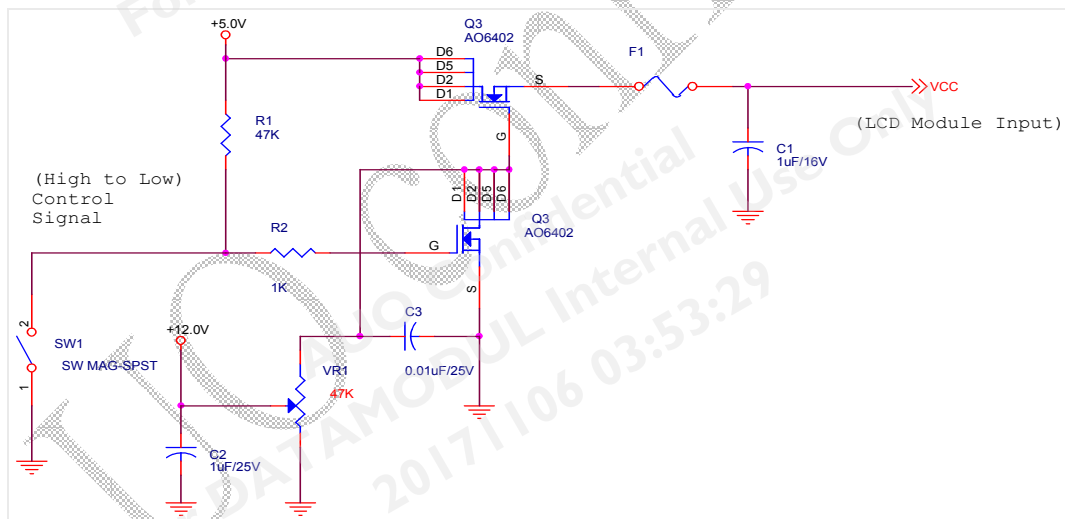 +5.0V
Q3
AO6402
D6
D5
D2
D1
S
G
F1
VCC
(LCD Module Input)
R1
47K
C1
1uF/16V
(High to Low)
Control
Signal
D1
D2
D5
D6
Q3
AO6402
R2
1K
G
S
2
1
SW1
SW MAG-SPST
+12.0V
C3
0.01uF/25V
VR1
47K
C2
1uF/25V
For
AUO Confidential
DATAMODUL Internal Use Only
20171106 03:53:29